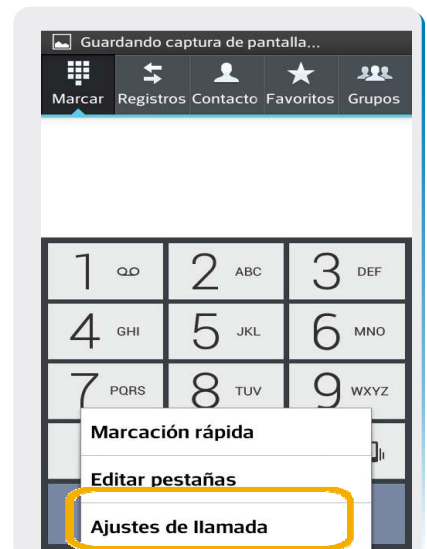 Guardando captura de pantalla...
Marcar Registros Contacto Favoritos Grupos
1 2 ABC 3 DEF
4 GHI 5 JKL 6 MNO
7 PQRS 8 TUV 9 WXYZ
Marcación rápida
Editar pestañas
Ajustes de llamada